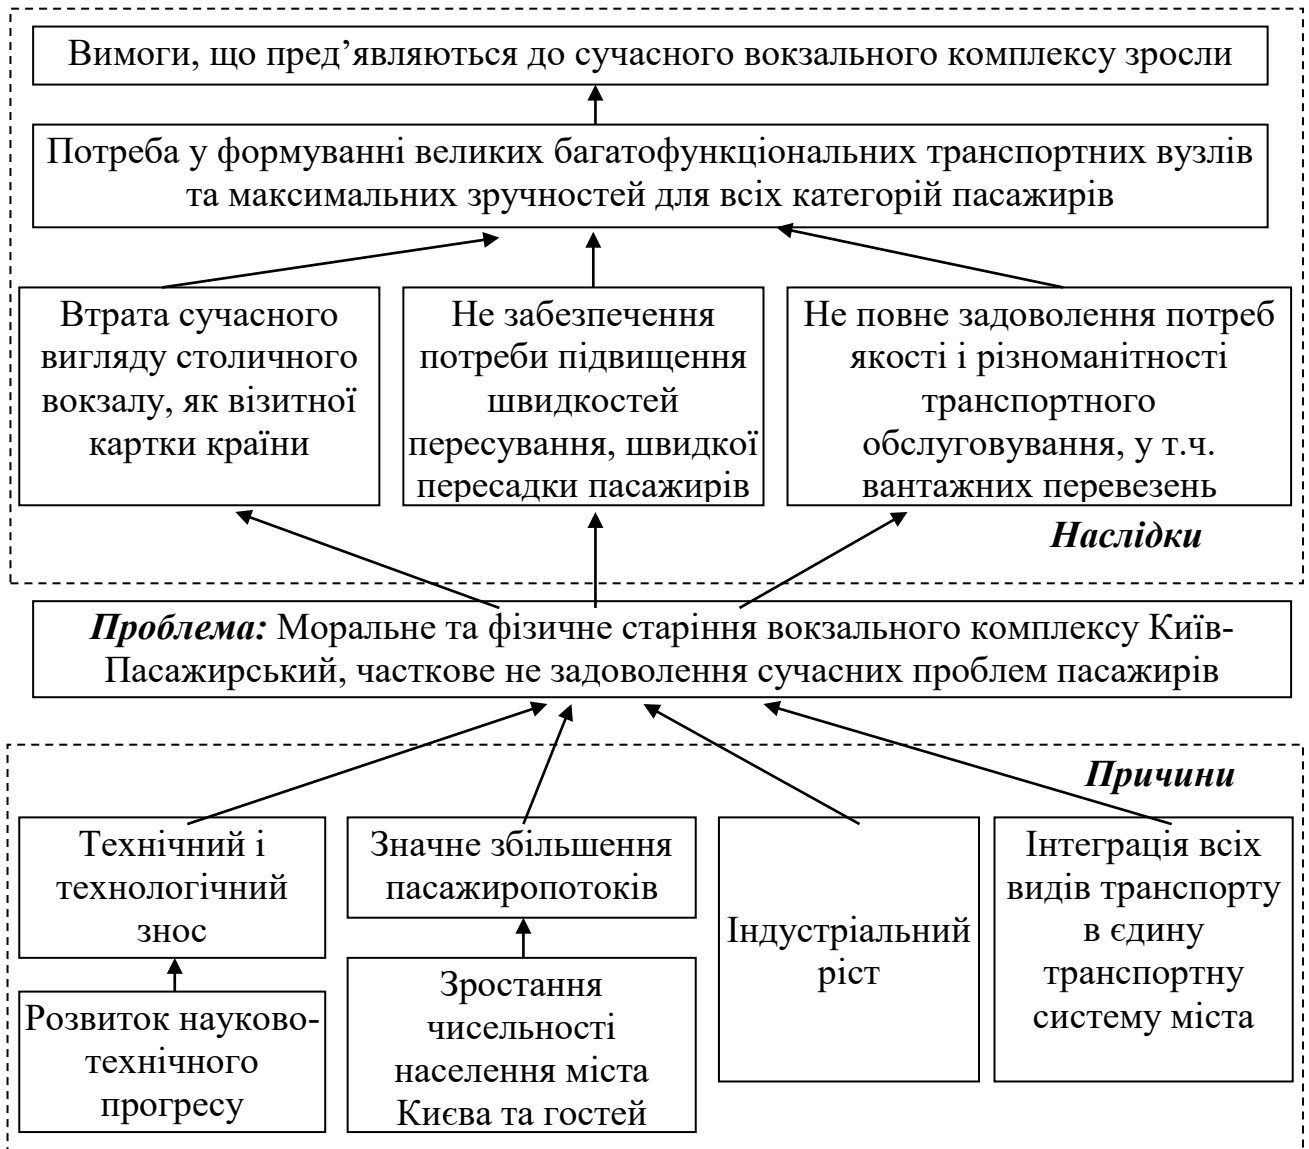 Вимоги, що пред’являються до сучасного вокзального комплексу зросли
Потреба у формуванні великих багатофункціональних транспортних вузлів
та максимальних зручностей для всіх категорій пасажирів
Втрата сучасного
вигляду столичного
вокзалу, як візитної
картки країни
Не забезпечення
потреби підвищення
швидкостей
пересування, швидкої
пересадки пасажирів
Не повне задоволення потреб
якості і різноманітності
транспортного
обслуговування, у т.ч.
вантажних перевезень
Наслідки
Проблема: Моральне та фізичне старіння вокзального комплексу Київ-
Пасажирський, часткове не задоволення сучасних проблем пасажирів
Причини
Технічний і
технологічний
знос
Розвиток науково-
технічного
прогресу
Значне збільшення
пасажиропотоків
Зростання
чисельності
населення міста
Києва та гостей
Індустріальний
ріст
Інтеграція всіх
видів транспорту
в єдину
транспортну
систему міста